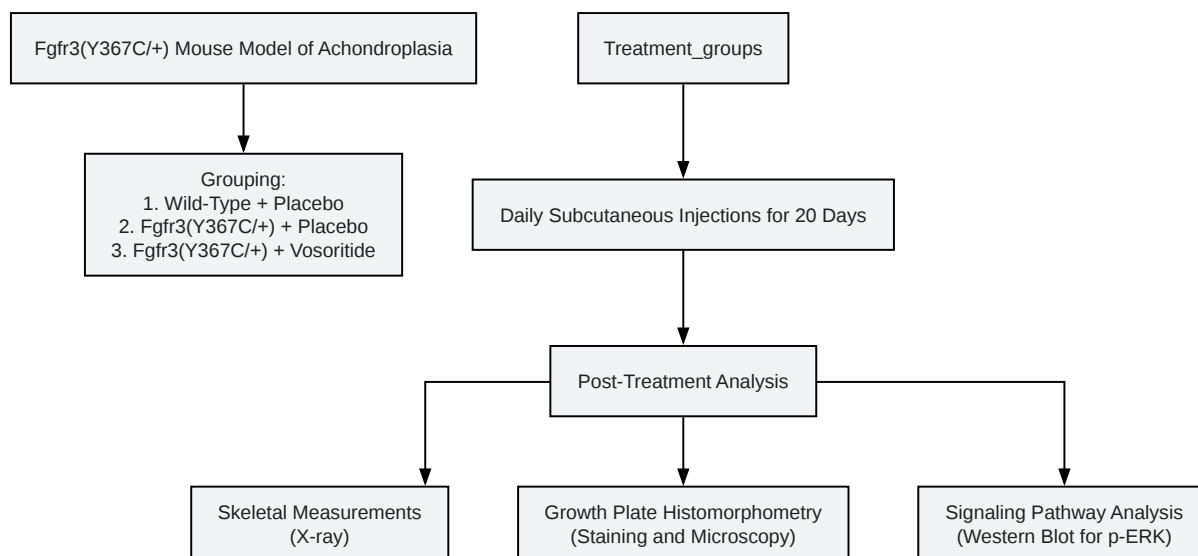 Fgfr3(Y367C/+) Mouse Model of Achondroplasia
Treatment_groups
Grouping:
1. Wild-Type + Placebo
2. Fgfr3(Y367C/+) + Placebo
3. Fgfr3(Y367C/+) + Vosoritide
Daily Subcutaneous Injections for 20 Days
Post-Treatment Analysis
Skeletal Measurements
(X-ray)
Growth Plate Histomorphometry
(Staining and Microscopy)
Signaling Pathway Analysis
(Western Blot for p-ERK)